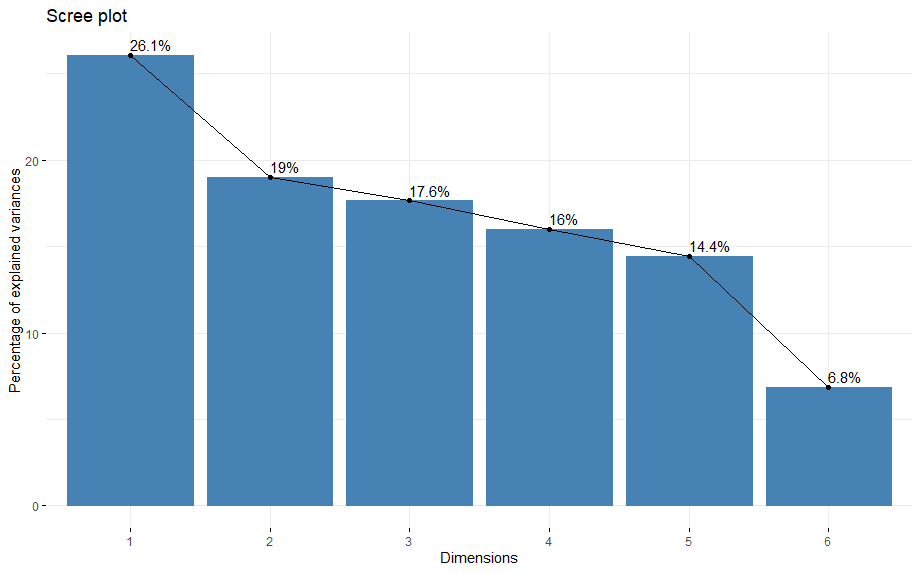 Scree plot
26.1%
19%
17.6%
16%
14.4%
6.8%
20
10
0
Percentage of explained variances
1 2 3 4 5 6
Dimensions